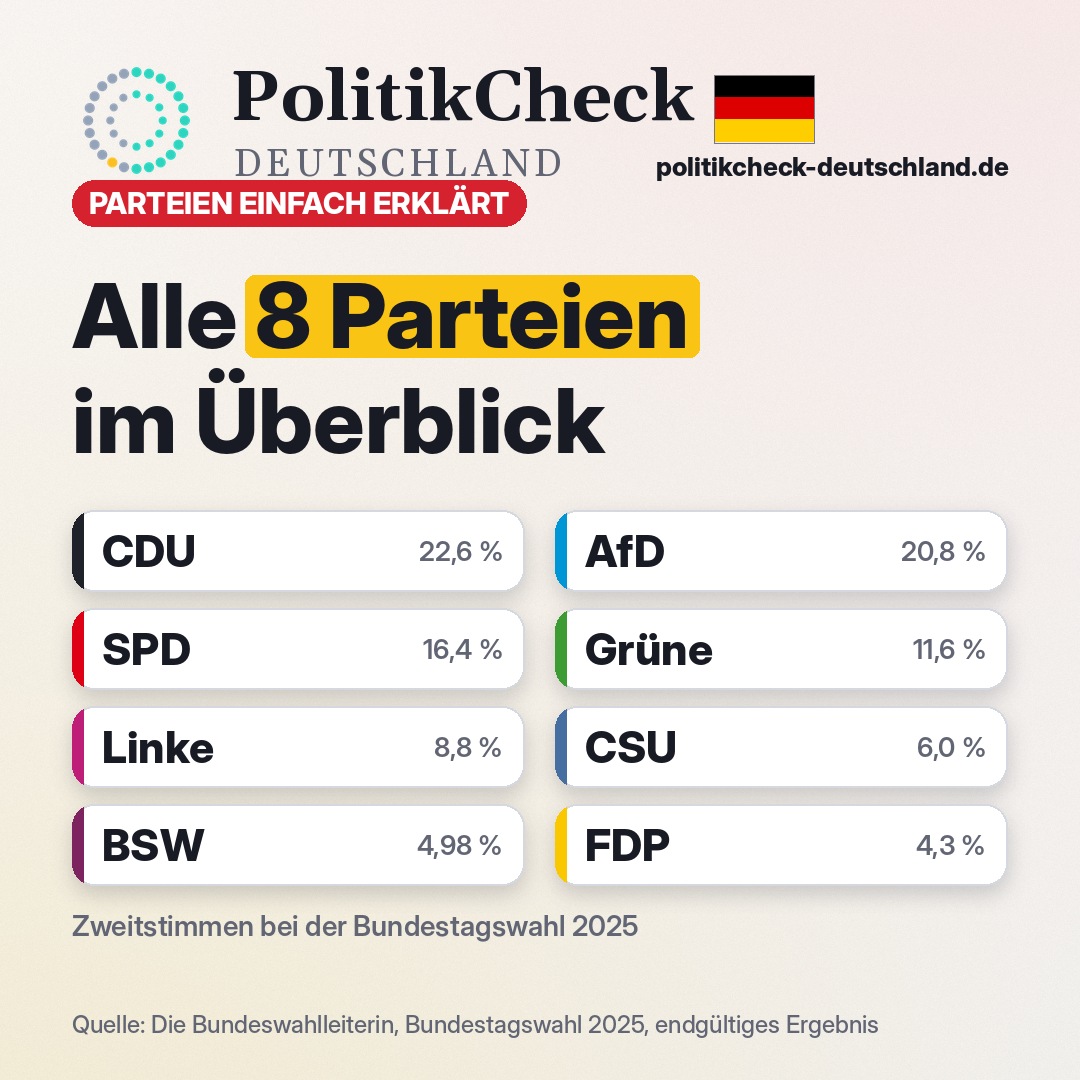 PolitikCheck
DEUTSCHLAND
politikcheck-deutschland.de
PARTEIEN EINFACH ERKLÄRT
Alle 8 Parteien
im Überblick
CDU 22,6 %
AfD 20,8 %
SPD 16,4 %
Grüne 11,6 %
Linke 8,8 %
CSU 6,0 %
BSW 4,98 %
FDP 4,3 %
Zweitstimmen bei der Bundestagswahl 2025
Quelle: Die Bundeswahlleiterin, Bundestagswahl 2025, endgültiges Ergebnis